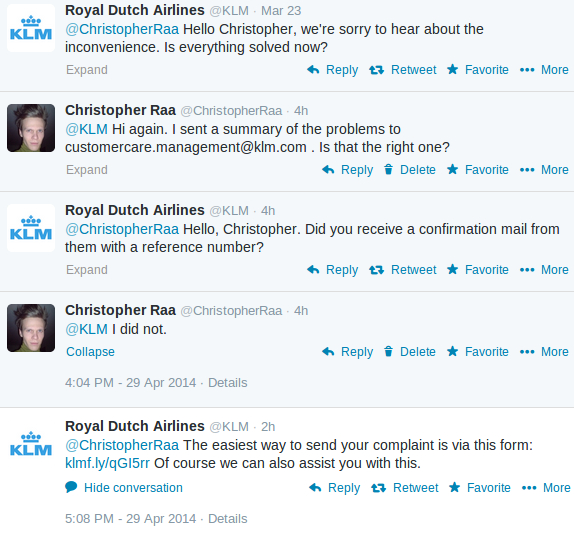 Royal Dutch Airlines @KLM · Mar 23
KLM
@ChristopherRaa Hello Christopher, we're sorry to hear about the
inconvenience. Is everything solved now?
Expand Reply Retweet Favorite More
Christopher Raa @ChristopherRaa · 4h
@KLM Hi again. I sent a summary of the problems to
customercare.management@klm.com . Is that the right one?
Expand Reply Delete Favorite More
Royal Dutch Airlines @KLM · 4h
KLM
@ChristopherRaa Hello, Christopher. Did you receive a confirmation mail from
them with a reference number?
Expand Reply Retweet Favorite More
Christopher Raa @ChristopherRaa · 4h
@KLM I did not.
Collapse Reply Delete Favorite More
4:04 PM - 29 Apr 2014 · Details
Royal Dutch Airlines @KLM · 2h
KLM
@ChristopherRaa The easiest way to send your complaint is via this form:
klmf.ly/qGI5rr Of course we can also assist you with this.
Hide conversation Reply Retweet Favorite More
5:08 PM - 29 Apr 2014 · Details